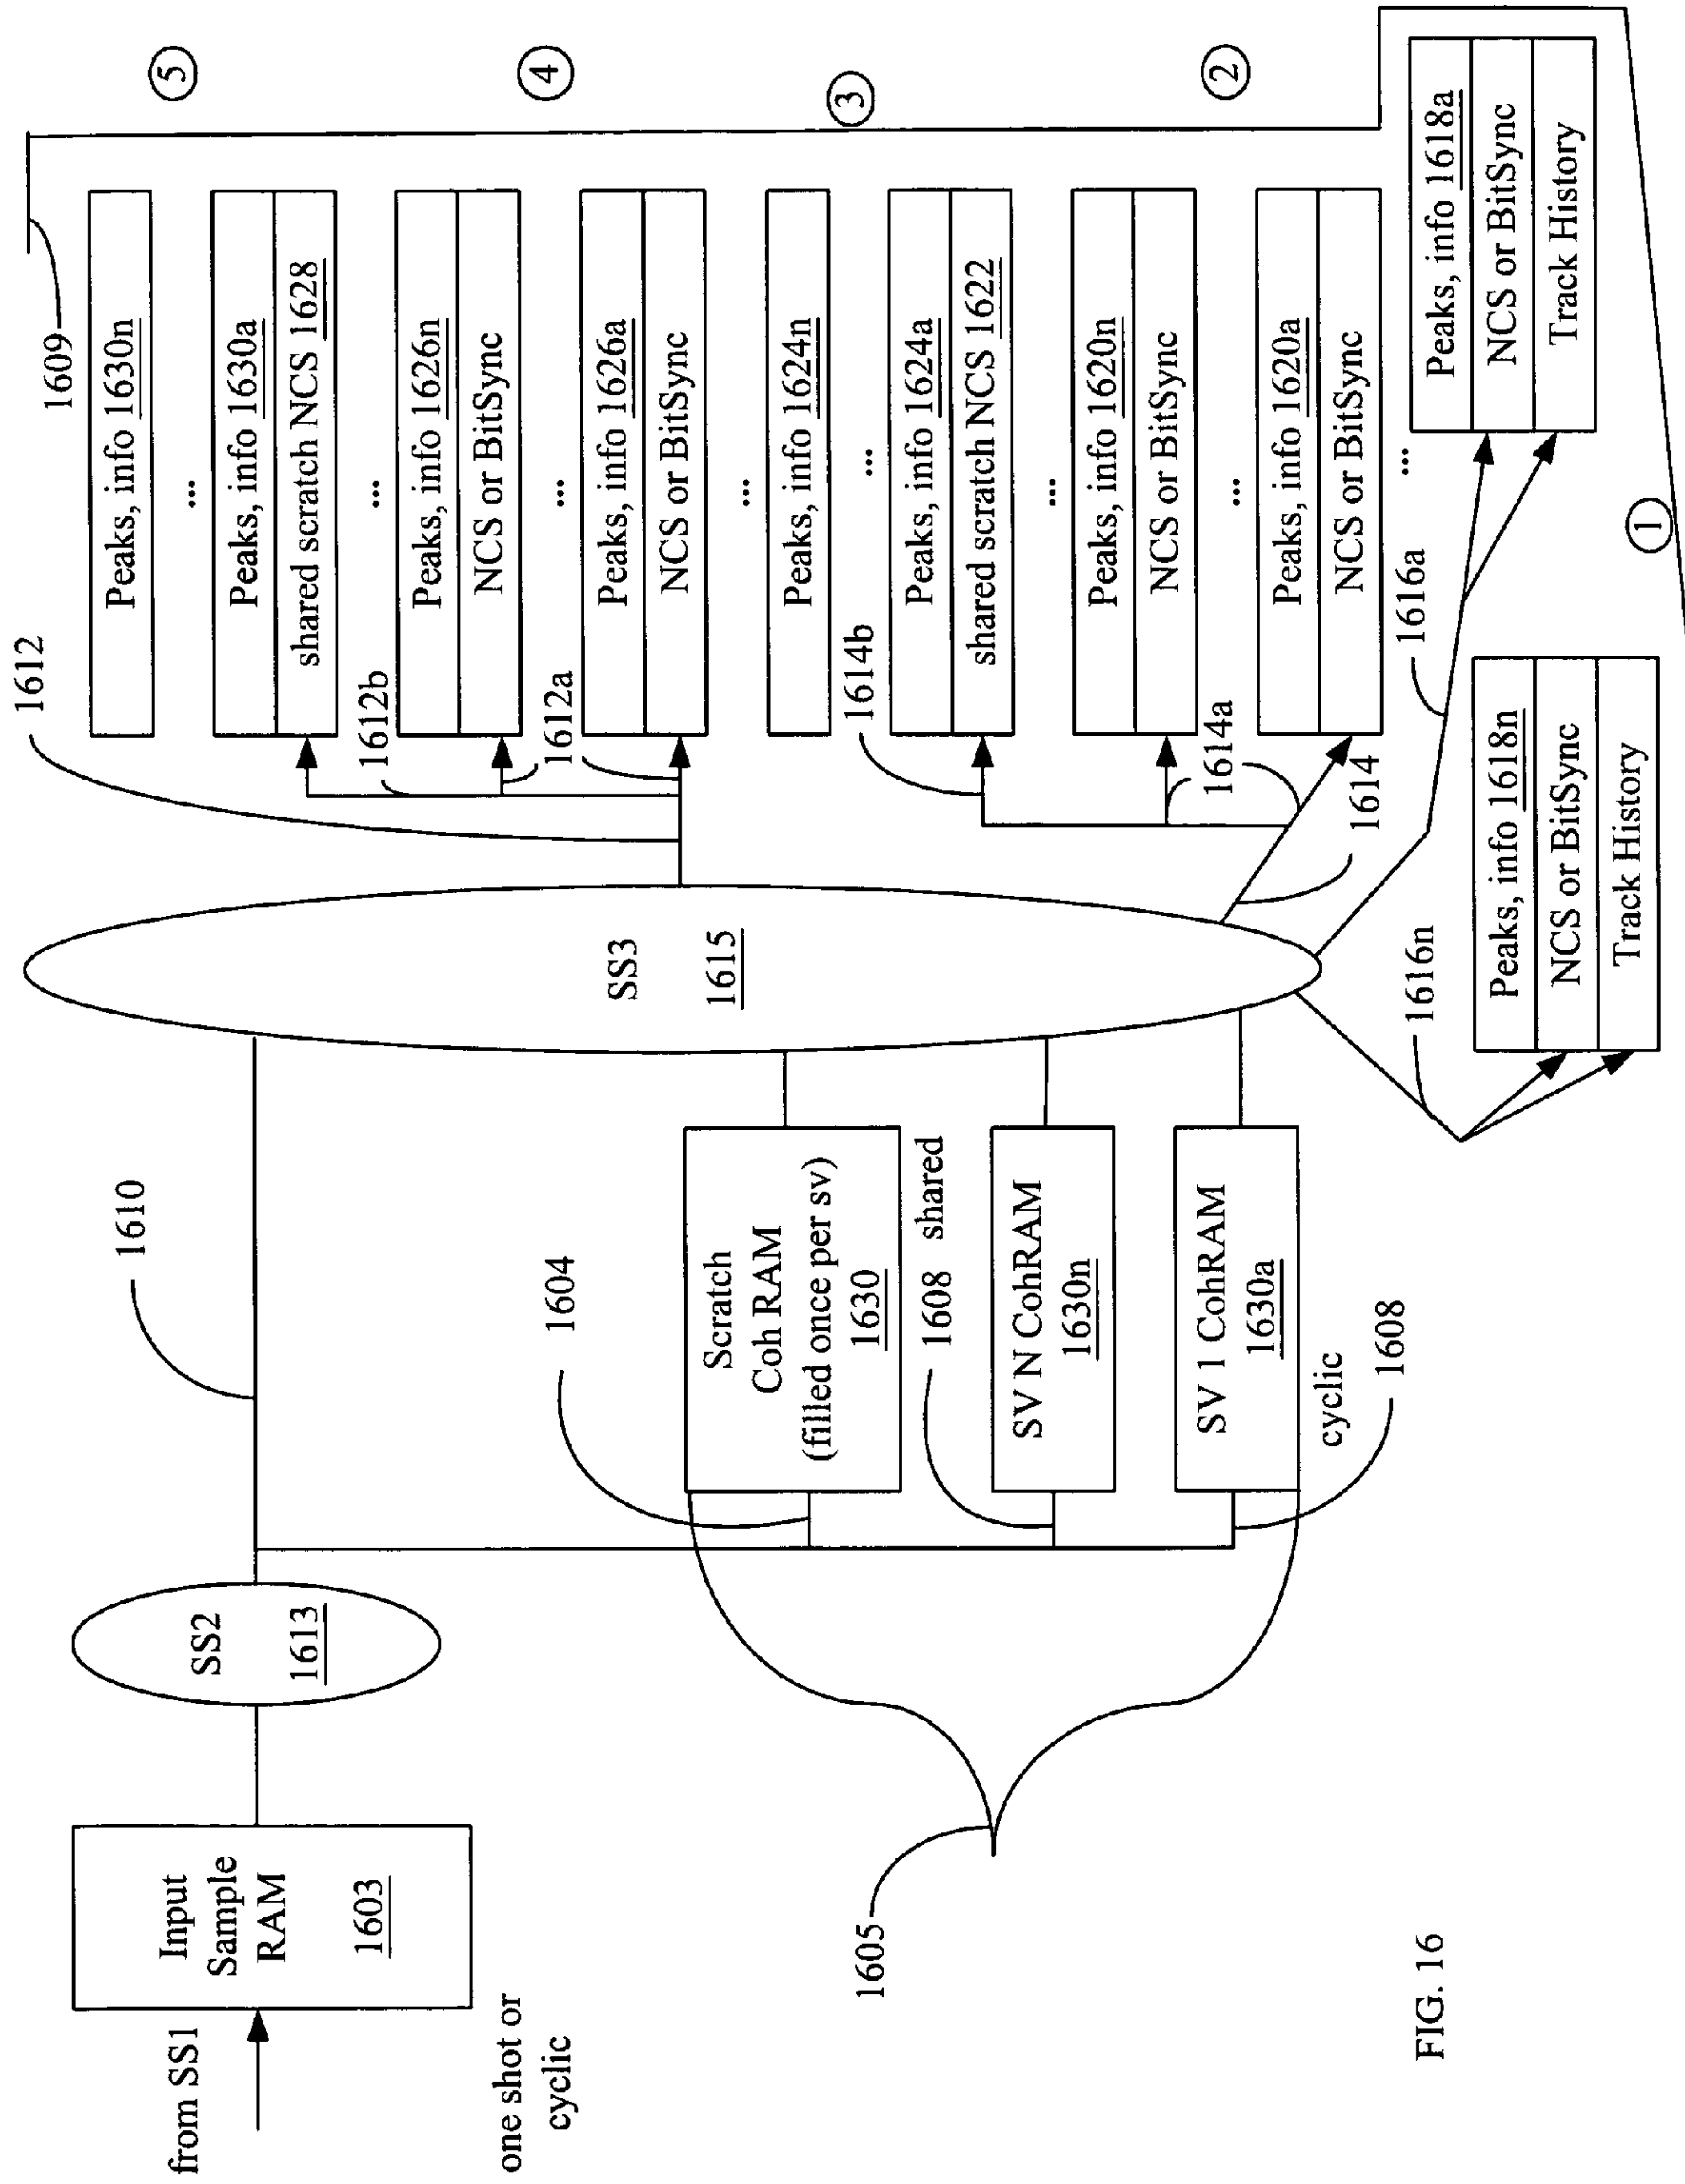 from SS1
one shot or
cyclic
Input
Sample
RAM
1603
SS2
1613
1610
1605
1604
Scratch
Coh RAM
(filled once per sv)
1630
1608 shared
SV N CohRAM
1630n
SV 1 CohRAM
1630a
cyclic
1608
SS3
1615
1612
1612b
1612a
1614b
1614a
1614
1616a
1616n
1609
Peaks, info 1630n
...
Peaks, info 1630a
shared scratch NCS 1628
...
Peaks, info 1626n
NCS or BitSync
...
Peaks, info 1626a
NCS or BitSync
...
Peaks, info 1624n
...
Peaks, info 1624a
shared scratch NCS 1622
...
Peaks, info 1620n
NCS or BitSync
...
Peaks, info 1620a
NCS or BitSync
...
Peaks, info 1618a
NCS or BitSync
Track History
Peaks, info 1618n
NCS or BitSync
Track History
5
4
3
2
1
FIG. 16